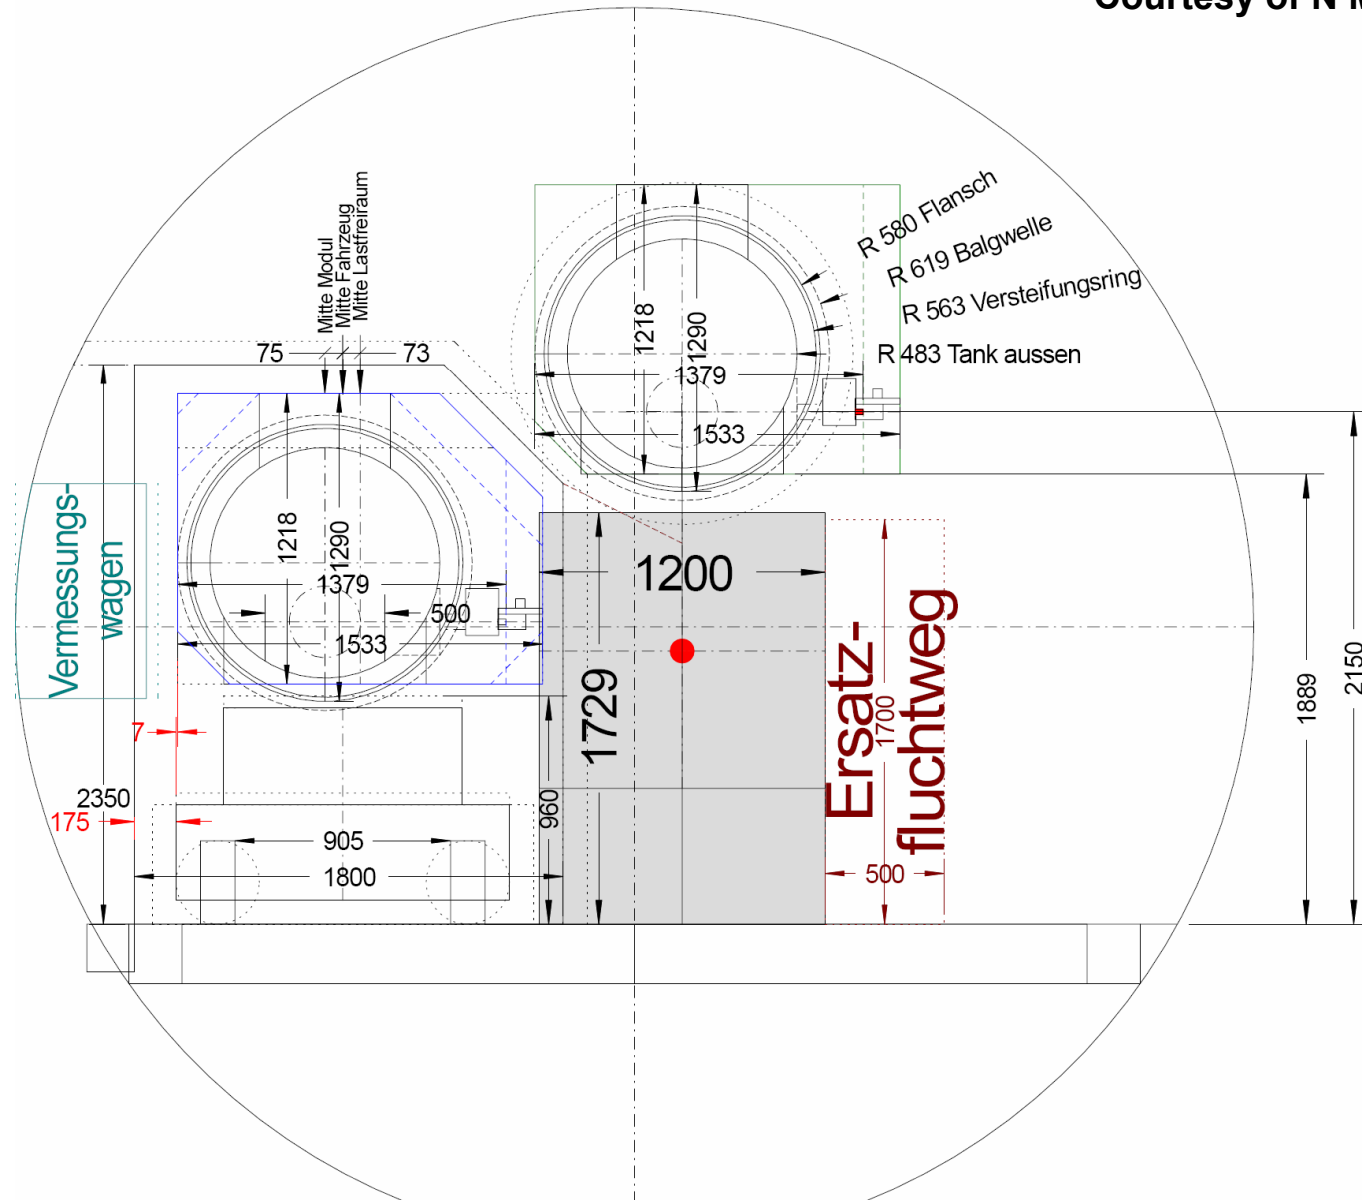 Courtesy of N
Mitte Modul
Mitte Fahrzeug
Mitte Lastfreiraum
75
73
R 580 Flansch
R 619 Balgwelle
R 563 Versteifungsring
R 483 Tank aussen
1218
1290
1379
1533
1218
1290
1379
500
1533
Vermessungs-
wagen
1200
1729
Ersatz-
fluchtweg
1700
500
7
175
2350
960
905
1800
1889
2150